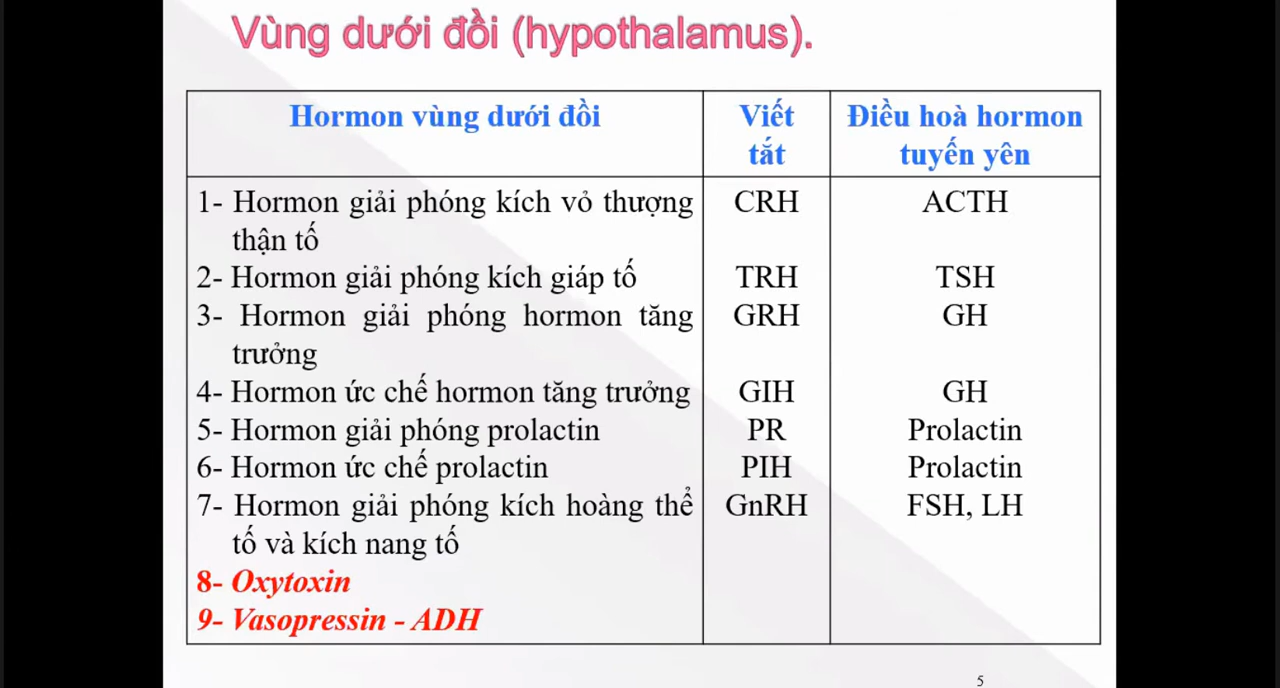 Vùng dưới đồi (hypothalamus).
Hormon vùng dưới đồi
Viết
tắt
Điều hoà hormon
tuyến yên
1- Hormon giải phóng kích vỏ thượng
thận tố
CRH
ACTH
2- Hormon giải phóng kích giáp tố
TRH
TSH
3- Hormon giải phóng hormon tăng
trưởng
GRH
GH
4- Hormon ức chế hormon tăng trưởng
GIH
GH
5- Hormon giải phóng prolactin
PR
Prolactin
6- Hormon ức chế prolactin
PIH
Prolactin
7- Hormon giải phóng kích hoàng thể
tố và kích nang tố
GnRH
FSH, LH
8- Oxytoxin
9- Vasopressin - ADH
5